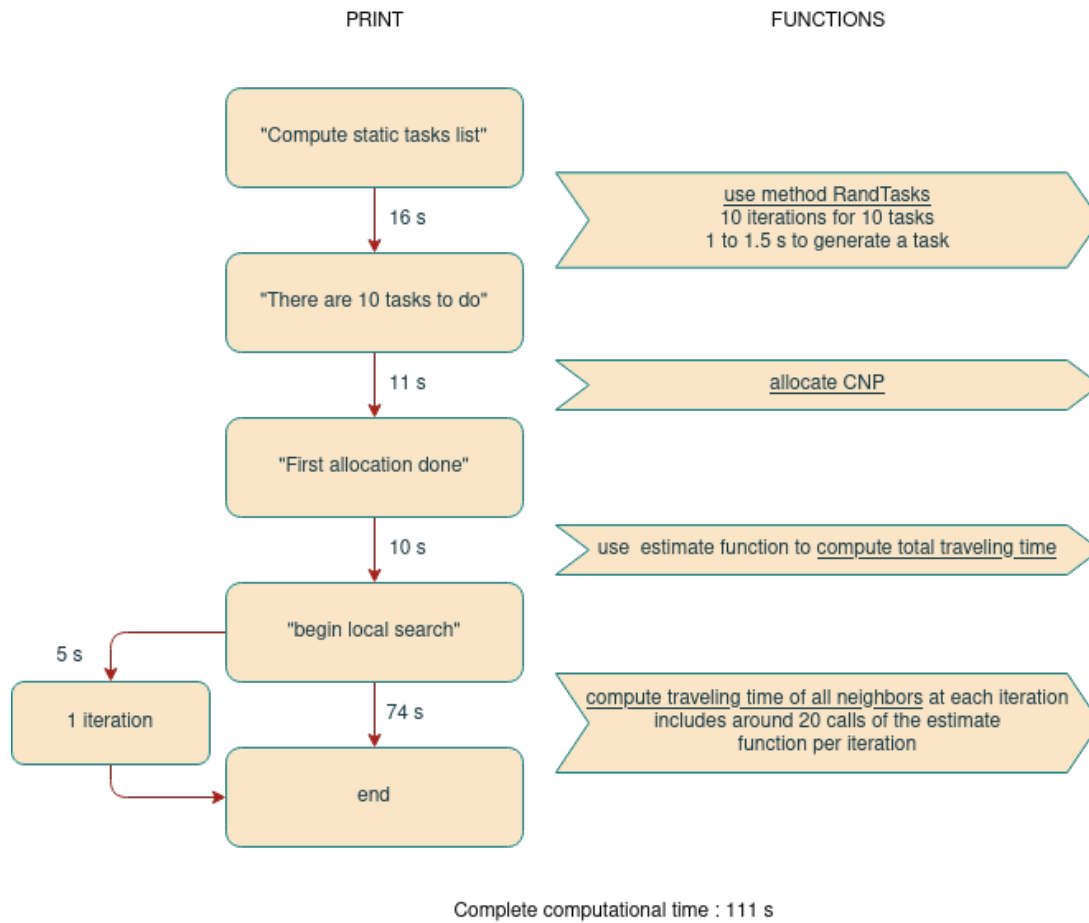 PRINT
FUNCTIONS
"Compute static tasks list"
use method RandTasks
10 iterations for 10 tasks
1 to 1.5 s to generate a task
16 s
"There are 10 tasks to do"
11 s
allocate CNP
"First allocation done"
10 s
use  estimate function to compute total traveling time
"begin local search"
5 s
1 iteration
74 s
compute traveling time of all neighbors at each iteration
includes around 20 calls of the estimate
function per iteration
end
Complete computational time : 111 s